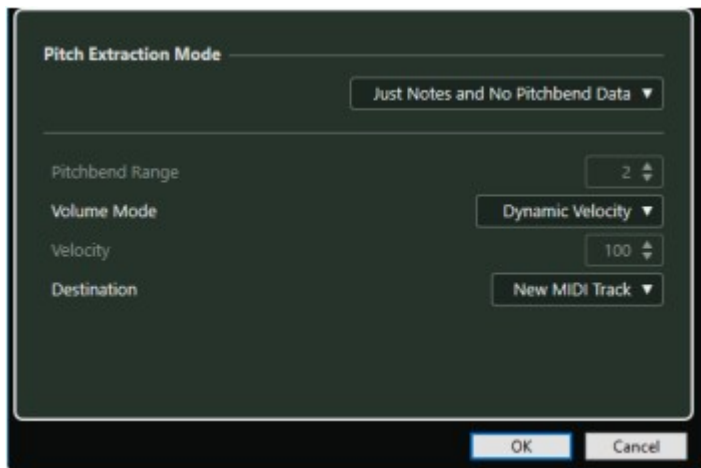 Pitch Extraction Mode
Just Notes and No Pitchbend Data
Pitchbend Range 2
Volume Mode Dynamic Velocity
Velocity 100
Destination New MIDI Track
OK Cancel